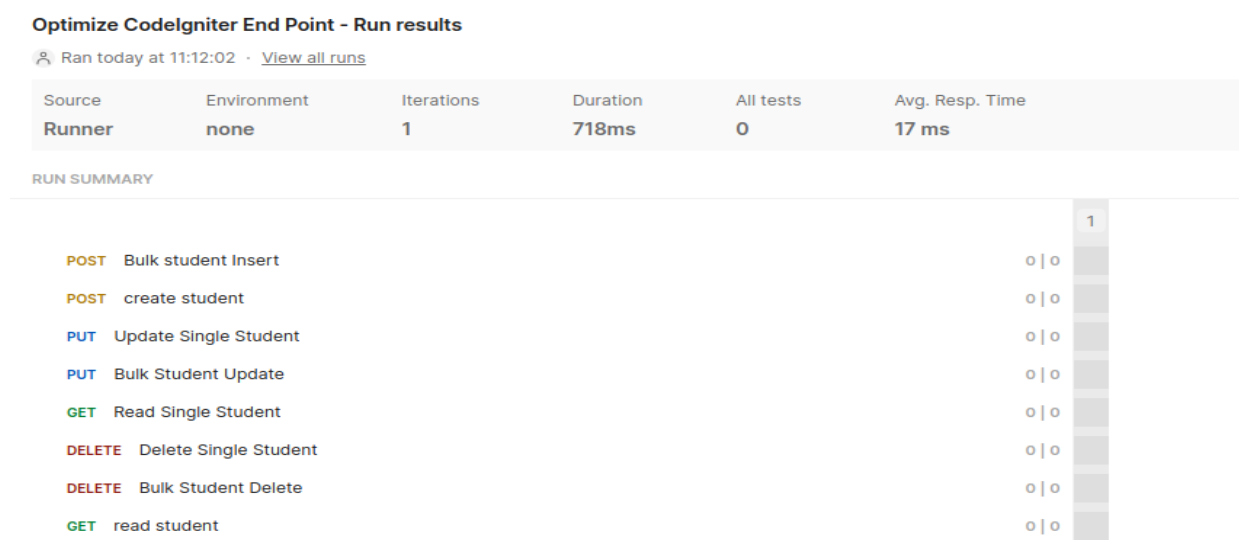 Optimize CodeIgniter End Point - Run results
Ran today at 11:12:02 · View all runs
Source Environment Iterations Duration All tests Avg. Resp. Time
Runner none 1 718ms 0 17 ms
RUN SUMMARY
1
POST Bulk student Insert 0 | 0
POST create student 0 | 0
PUT Update Single Student 0 | 0
PUT Bulk Student Update 0 | 0
GET Read Single Student 0 | 0
DELETE Delete Single Student 0 | 0
DELETE Bulk Student Delete 0 | 0
GET read student 0 | 0